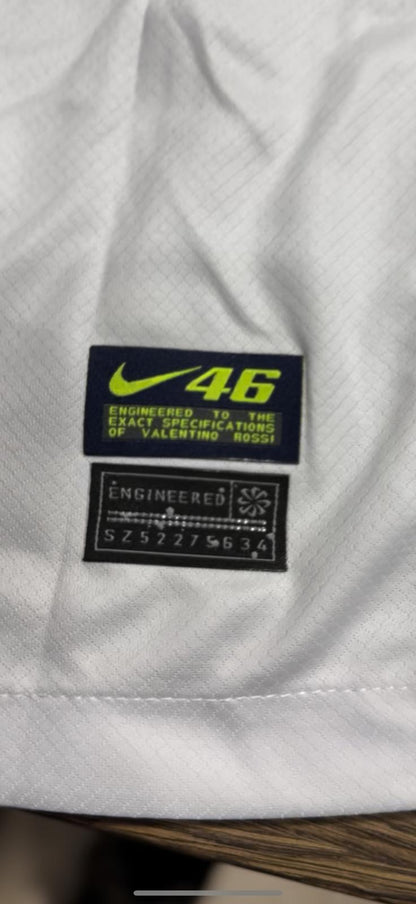 46
ENGINEERED TO THE
EXACT SPECIFICATIONS
OF VALENTINO ROSSI
ENGINEERED
SZ52275634